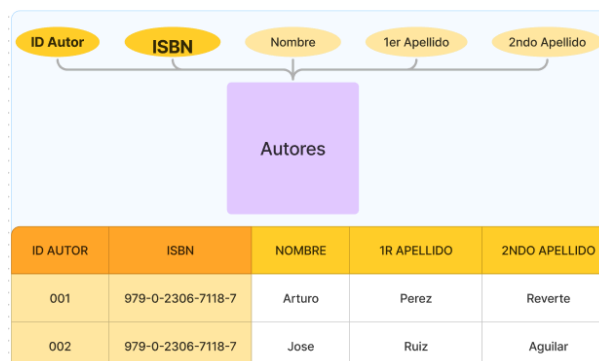 ID Autor ISBN Nombre 1er Apellido 2ndo Apellido
Autores
ID AUTOR ISBN NOMBRE 1R APELLIDO 2NDO APELLIDO
001 979-0-2306-7118-7 Arturo Perez Reverte
002 979-0-2306-7118-7 Jose Ruiz Aguilar